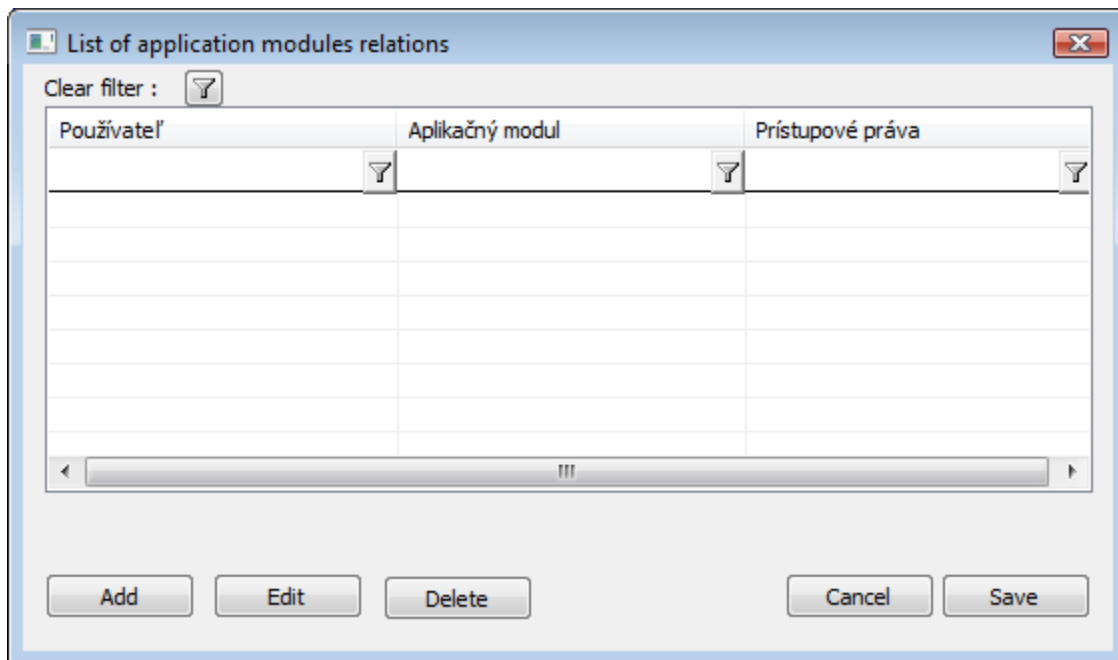 List of application modules relations
Clear filter :
Používateľ Aplikačný modul Prístupové práva
Add Edit Delete Cancel Save